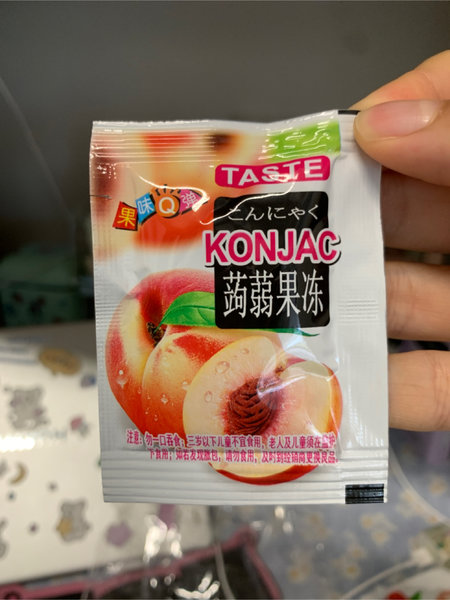 TASTE
果味Q弹
こんにゃく
KONJAC
蒟蒻果冻
注意：勿一口吞食，三岁以下儿童不宜食用，老人及儿童须在监护
下食用；如若发现胀包，请勿食用，及时到经销商更换良品。